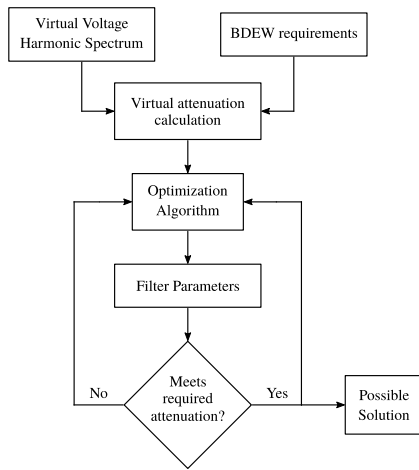 Virtual Voltage
Harmonic Spectrum
BDEW requirements
Virtual attenuation
calculation
Optimization
Algorithm
Filter Parameters
Meets
required
attenuation?
No
Yes
Possible
Solution